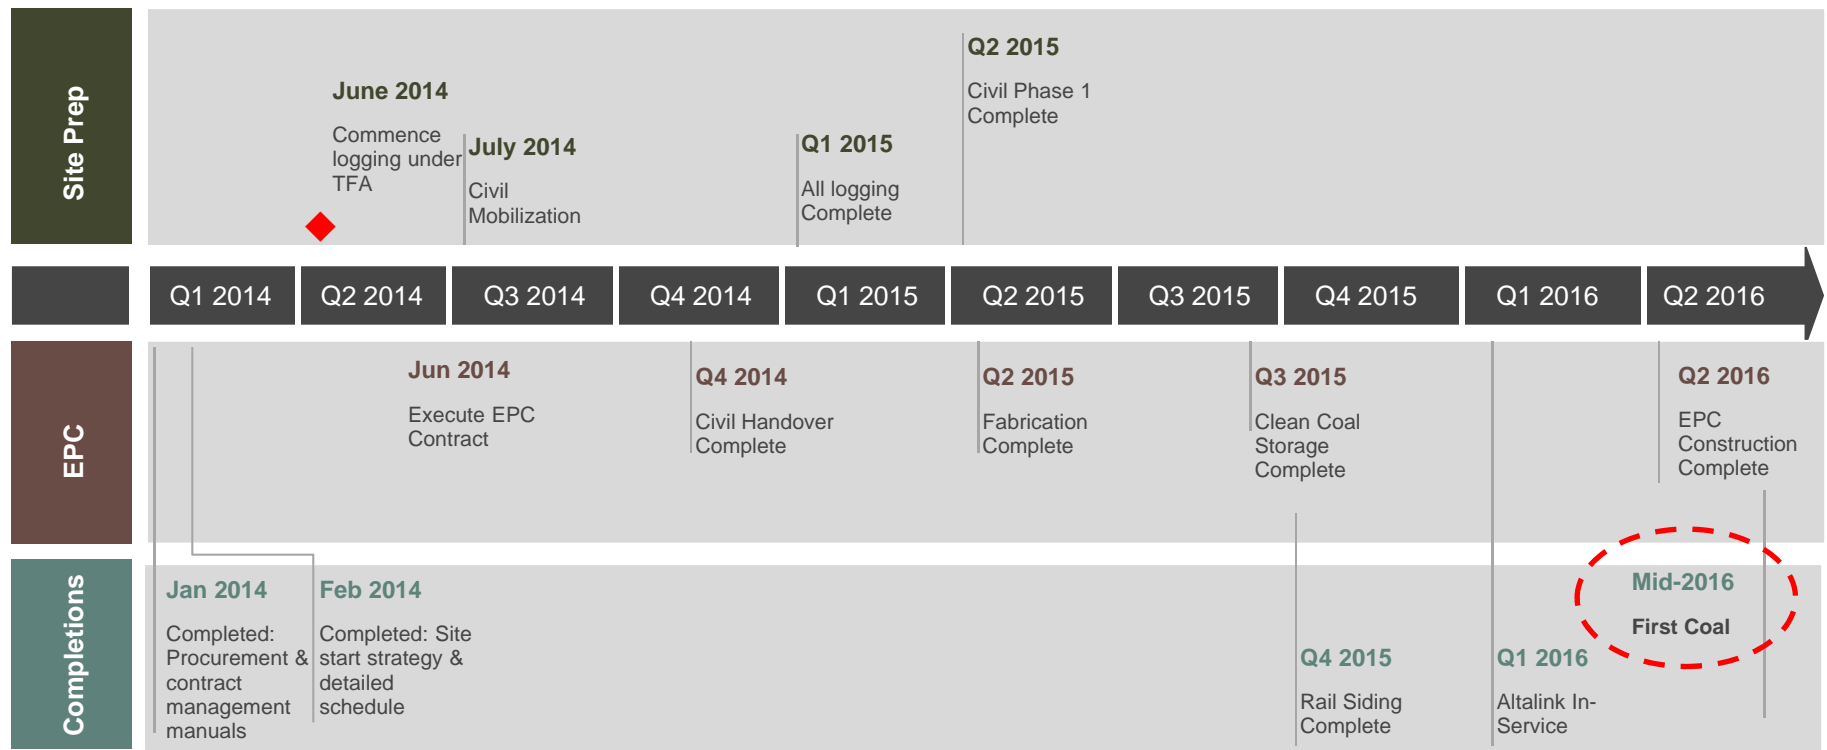 Site Prep
June 2014
Commence
logging under
TFA
July 2014
Civil
Mobilization
Q1 2015
All logging
Complete
Q2 2015
Civil Phase 1
Complete
Q1 2014
Q2 2014
Q3 2014
Q4 2014
Q1 2015
Q2 2015
Q3 2015
Q4 2015
Q1 2016
Q2 2016
EPC
Jun 2014
Execute EPC
Contract
Q4 2014
Civil Handover
Complete
Q2 2015
Fabrication
Complete
Q3 2015
Clean Coal
Storage
Complete
Q2 2016
EPC
Construction
Complete
Completions
Jan 2014
Completed:
Procurement &
contract
management
manuals
Feb 2014
Completed: Site
start strategy &
detailed
schedule
Q4 2015
Rail Siding
Complete
Q1 2016
Altalink In-
Service
Mid-2016
First Coal